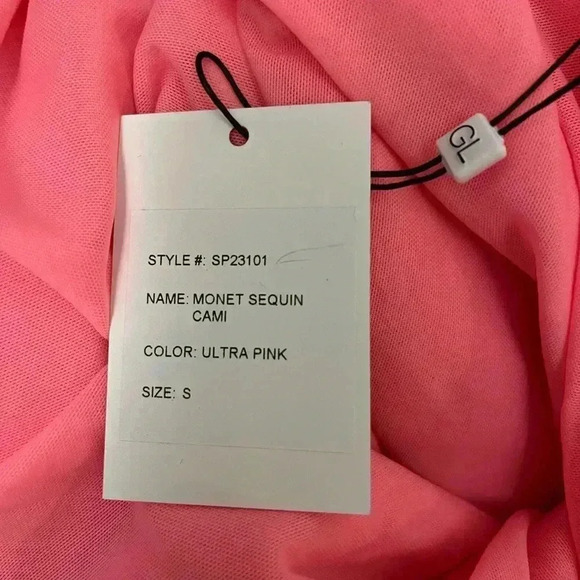 GL
STYLE #: SP23101
NAME: MONET SEQUIN
CAMI
COLOR: ULTRA PINK
SIZE: S